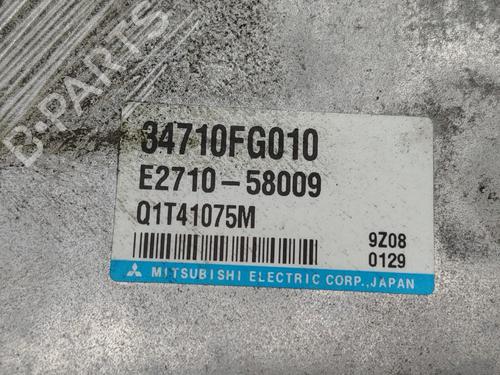 B-PARTS
34710FG010
E2710-58009
Q1T41075M
9Z08
0129
MITSUBISHI ELECTRIC CORP.,JAPAN